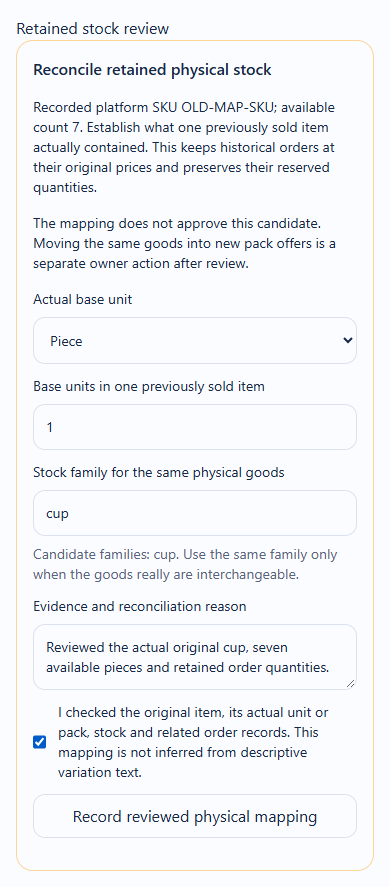 Retained stock review
Reconcile retained physical stock
Recorded platform SKU OLD-MAP-SKU; available
count 7. Establish what one previously sold item
actually contained. This keeps historical orders at
their original prices and preserves their reserved
quantities.
The mapping does not approve this candidate.
Moving the same goods into new pack offers is a
separate owner action after review.
Actual base unit
Piece
Base units in one previously sold item
1
Stock family for the same physical goods
cup
Candidate families: cup. Use the same family only
when the goods really are interchangeable.
Evidence and reconciliation reason
Reviewed the actual original cup, seven
available pieces and retained order quantities.
I checked the original item, its actual unit or
pack, stock and related order records. This
mapping is not inferred from descriptive
variation text.
Record reviewed physical mapping